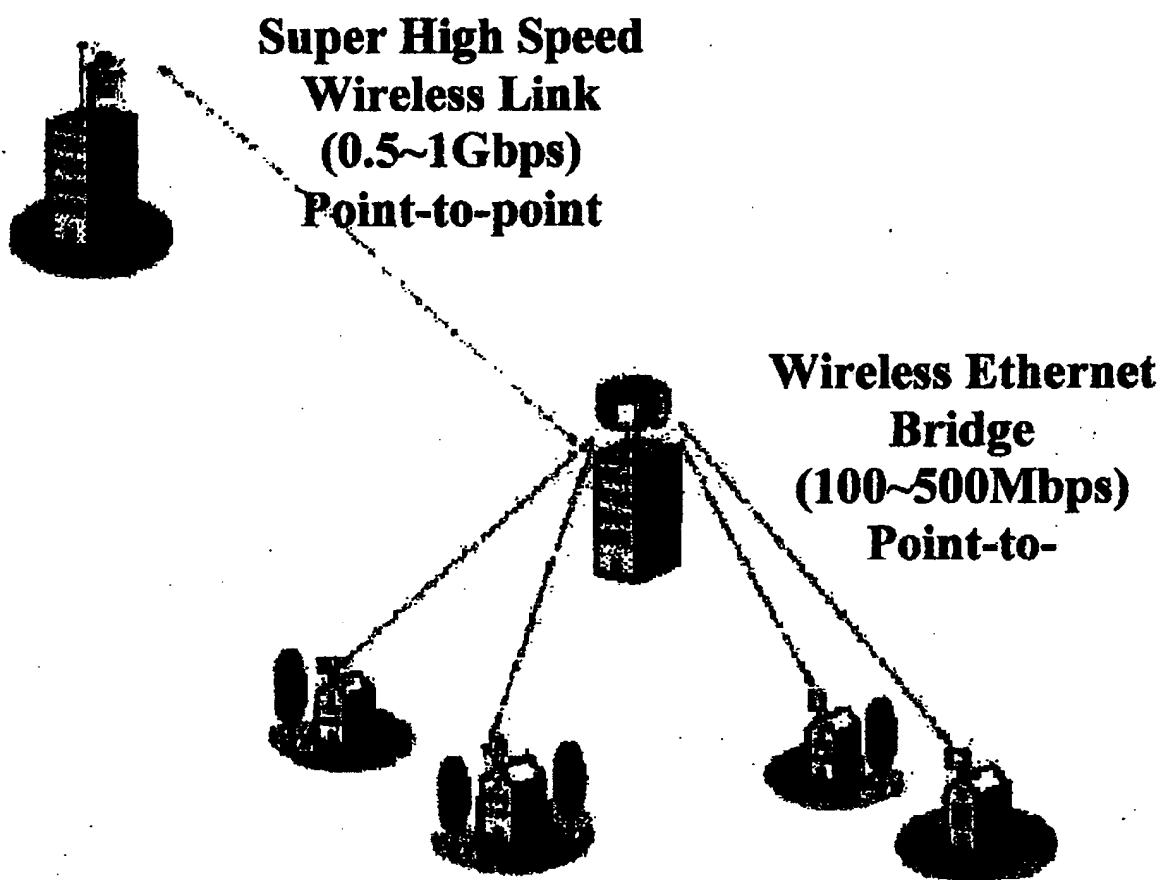 Super High Speed
Wireless Link
(0.5~1Gbps)
Point-to-point
Wireless Ethernet
Bridge
(100~500Mbps)
Point-to-